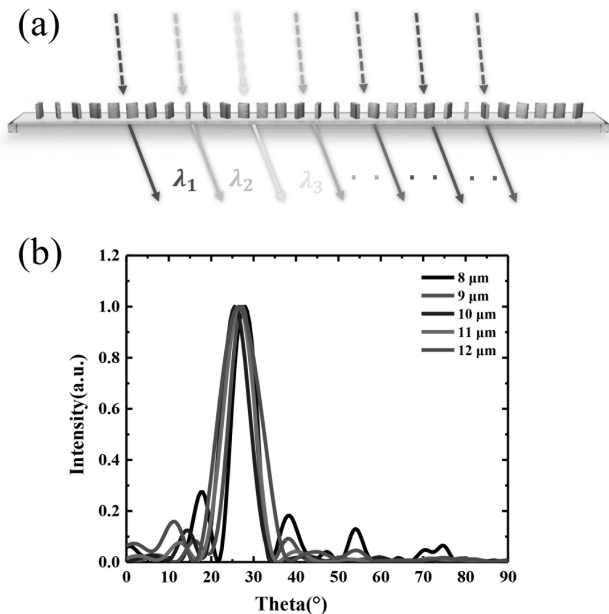 (a)
λ₁ λ₂ λ₃ . . . . . . . .
(b)
1.2
1.0
0.8
0.6
0.4
0.2
0.0
Intensity(a.u.)
8 μm
9 μm
10 μm
11 μm
12 μm
0 10 20 30 40 50 60 70 80 90
Theta(°)